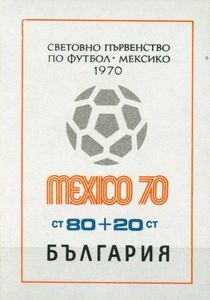 СВЕТОВНО ПЪРВЕНСТВО
ПО ФУТБОЛ · МЕКСИКО
1970
MEXICO 70
СТ 80+20 СТ
БЪЛГАРИЯ